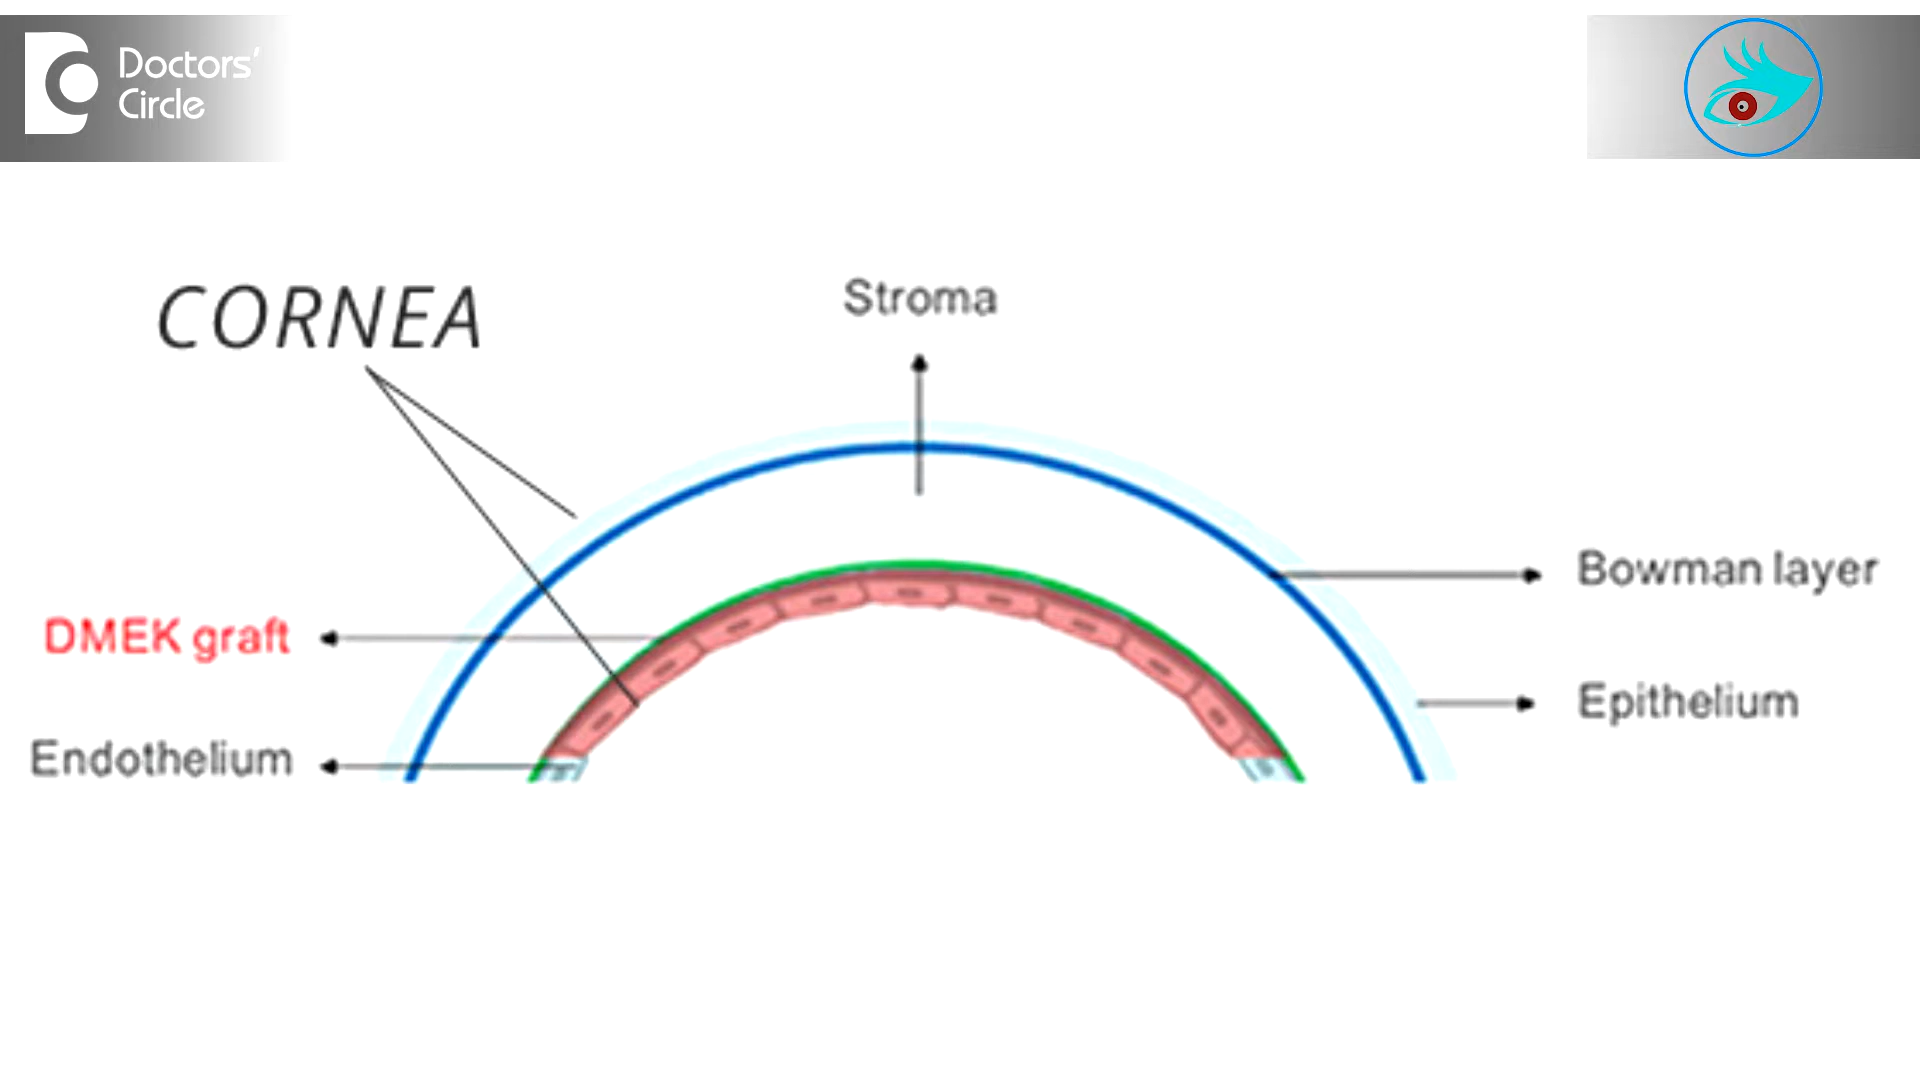 Doctors'
Circle
CORNEA
Stroma
Bowman layer
DMEK graft
Epithelium
Endothelium